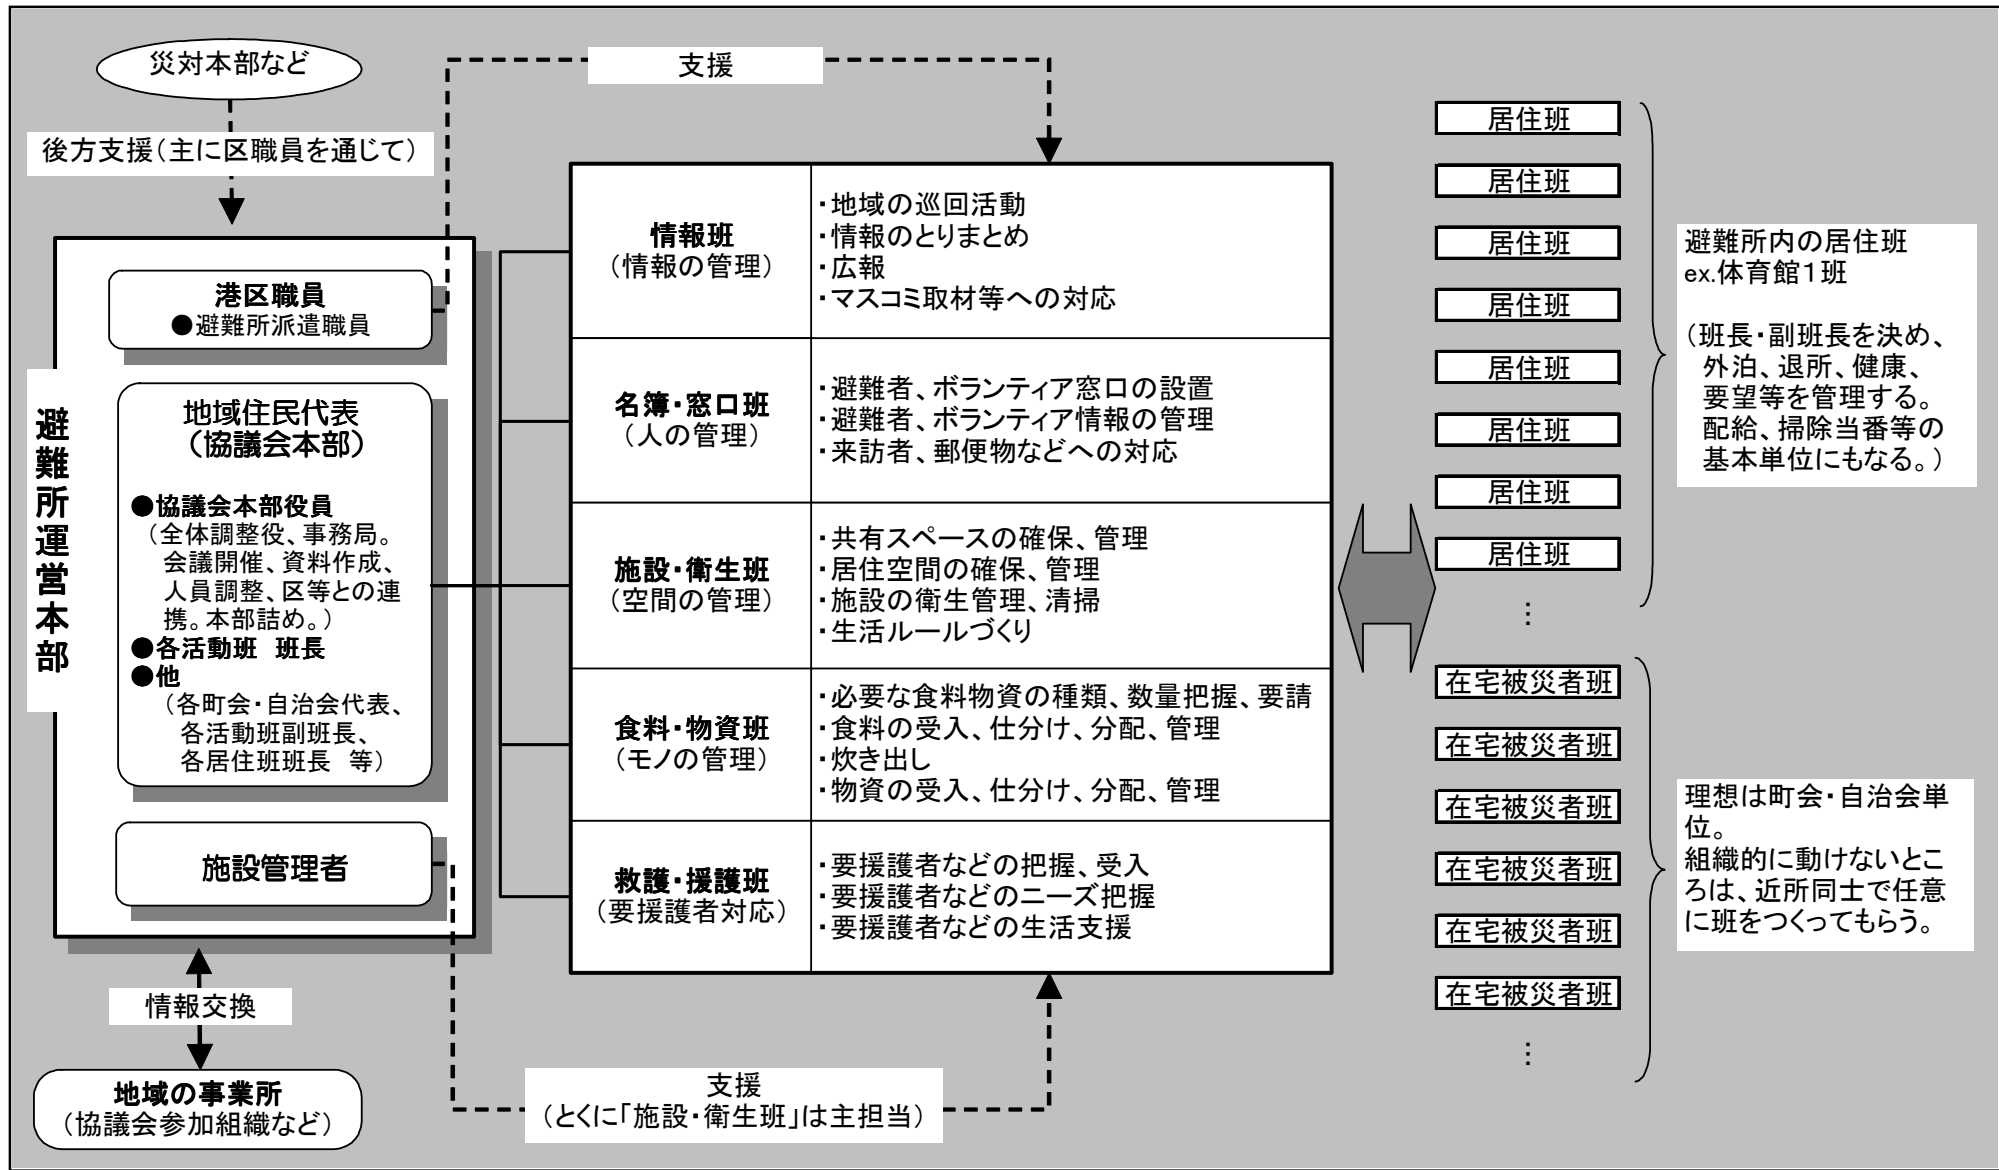 災対本部など
後方支援（主に区職員を通じて）
支援
避難所運営本部
港区職員
●避難所派遣職員
地域住民代表
（協議会本部）
●協議会本部役員
（全体調整役、事務局。
会議開催、資料作成、
人員調整、区等との連
携。本部詰め。）
●各活動班　班長
●他
（各町会・自治会代表、
各活動班副班長、
各居住班班長　等）
施設管理者
情報交換
地域の事業所
（協議会参加組織など）
情報班
（情報の管理）
・地域の巡回活動
・情報のとりまとめ
・広報
・マスコミ取材等への対応
名簿・窓口班
（人の管理）
・避難者、ボランティア窓口の設置
・避難者、ボランティア情報の管理
・来訪者、郵便物などへの対応
施設・衛生班
（空間の管理）
・共有スペースの確保、管理
・居住空間の確保、管理
・施設の衛生管理、清掃
・生活ルールづくり
食料・物資班
（モノの管理）
・必要な食料物資の種類、数量把握、要請
・食料の受入、仕分け、分配、管理
・炊き出し
・物資の受入、仕分け、分配、管理
救護・援護班
（要援護者対応）
・要援護者などの把握、受入
・要援護者などのニーズ把握
・要援護者などの生活支援
支援
（とくに「施設・衛生班」は主担当）
居住班
居住班
居住班
居住班
居住班
居住班
居住班
居住班
…
避難所内の居住班
ex.体育館１班
（班長・副班長を決め、
外泊、退所、健康、
要望等を管理する。
配給、掃除当番等の
基本単位にもなる。）
在宅被災者班
在宅被災者班
在宅被災者班
在宅被災者班
在宅被災者班
在宅被災者班
…
理想は町会・自治会単
位。
組織的に動けないとこ
ろは、近所同士で任意
に班をつくってもらう。